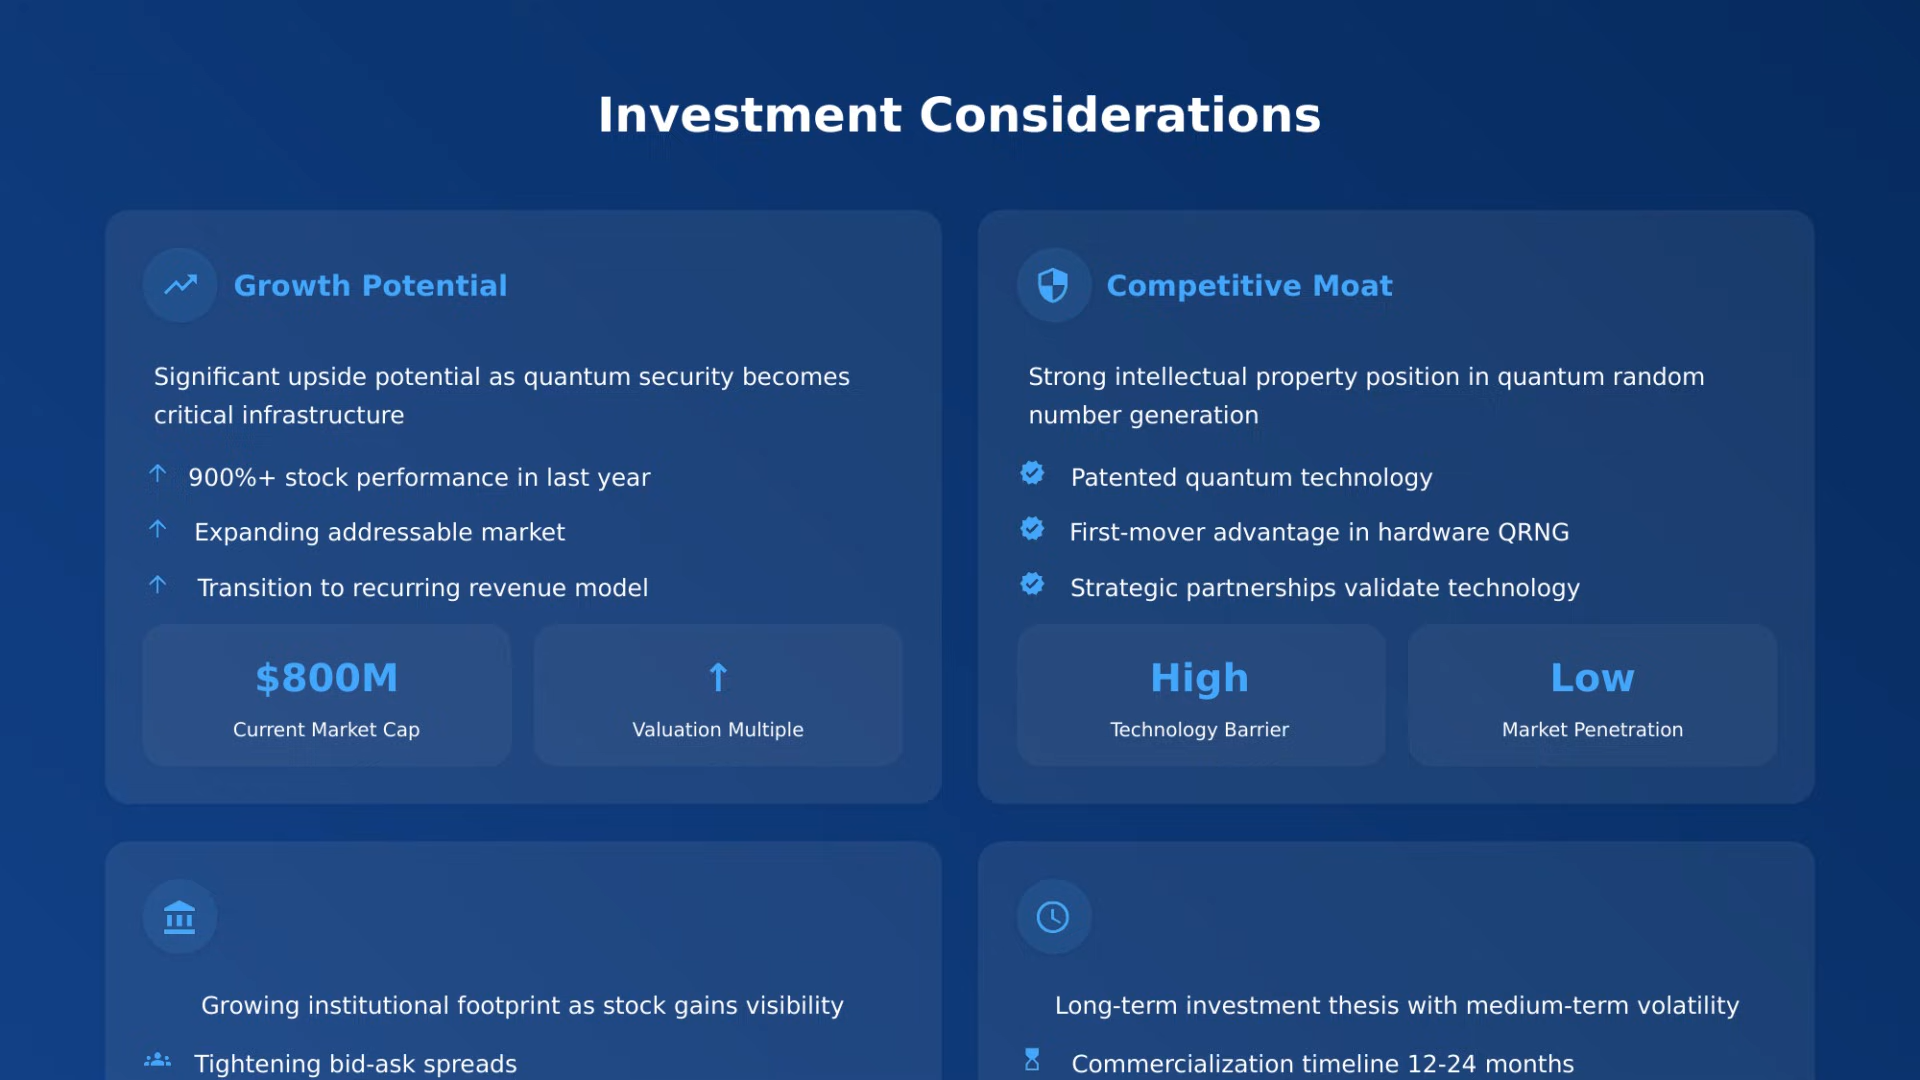 Investment Considerations
Growth Potential
Significant upside potential as quantum security becomes
critical infrastructure
↑ 900%+ stock performance in last year
↑ Expanding addressable market
↑ Transition to recurring revenue model
$800M
Current Market Cap
↑
Valuation Multiple
Competitive Moat
Strong intellectual property position in quantum random
number generation
Patented quantum technology
First-mover advantage in hardware QRNG
Strategic partnerships validate technology
High
Technology Barrier
Low
Market Penetration
Growing institutional footprint as stock gains visibility
Tightening bid-ask spreads
Long-term investment thesis with medium-term volatility
Commercialization timeline 12-24 months